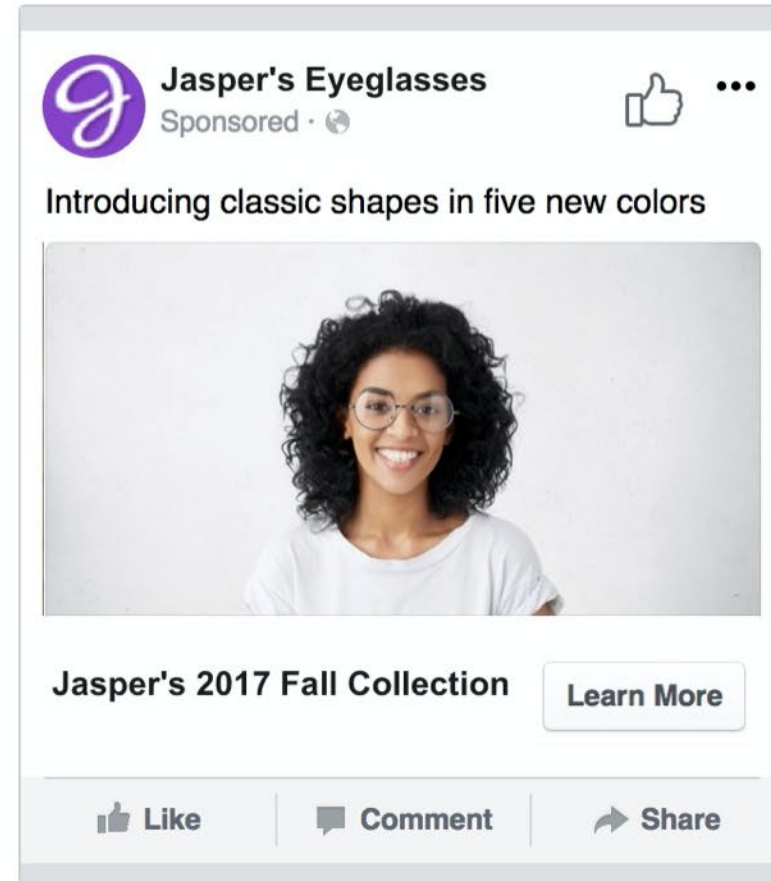 Jasper's Eyeglasses
Sponsored ·
Introducing classic shapes in five new colors
Jasper's 2017 Fall Collection
Learn More
Like
Comment
Share